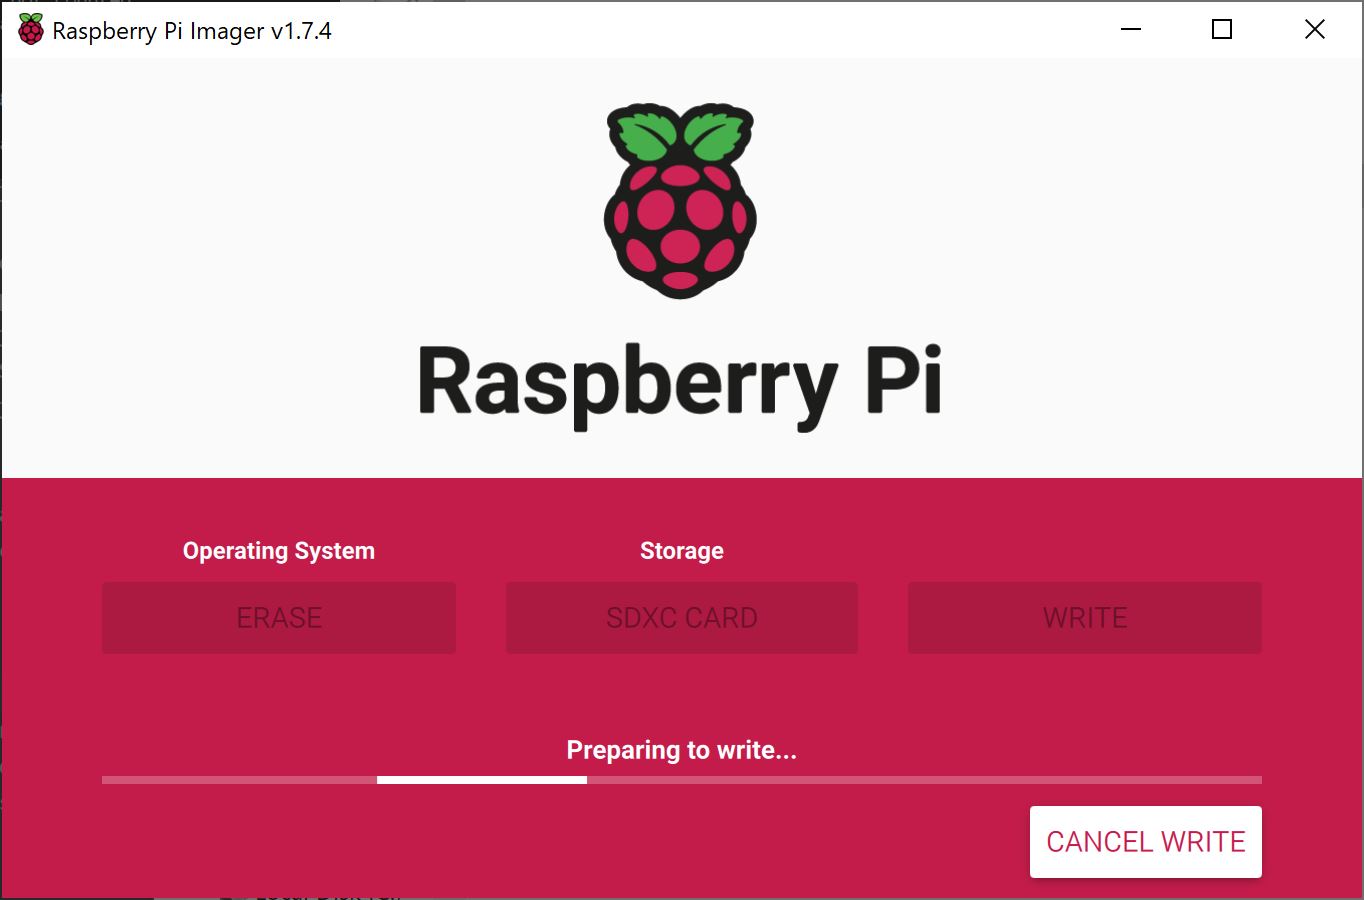 Raspberry Pi Imager v1.7.4
Raspberry Pi
Operating System
Storage
ERASE
SDXC CARD
WRITE
Preparing to write...
CANCEL WRITE